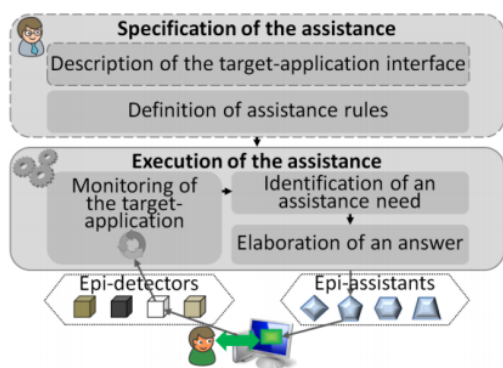 Specification of the assistance
Description of the target-application interface
Definition of assistance rules
Execution of the assistance
Monitoring of
the target-
application
Identification of an
assistance need
Elaboration of an answer
Epi-detectors
Epi-assistants